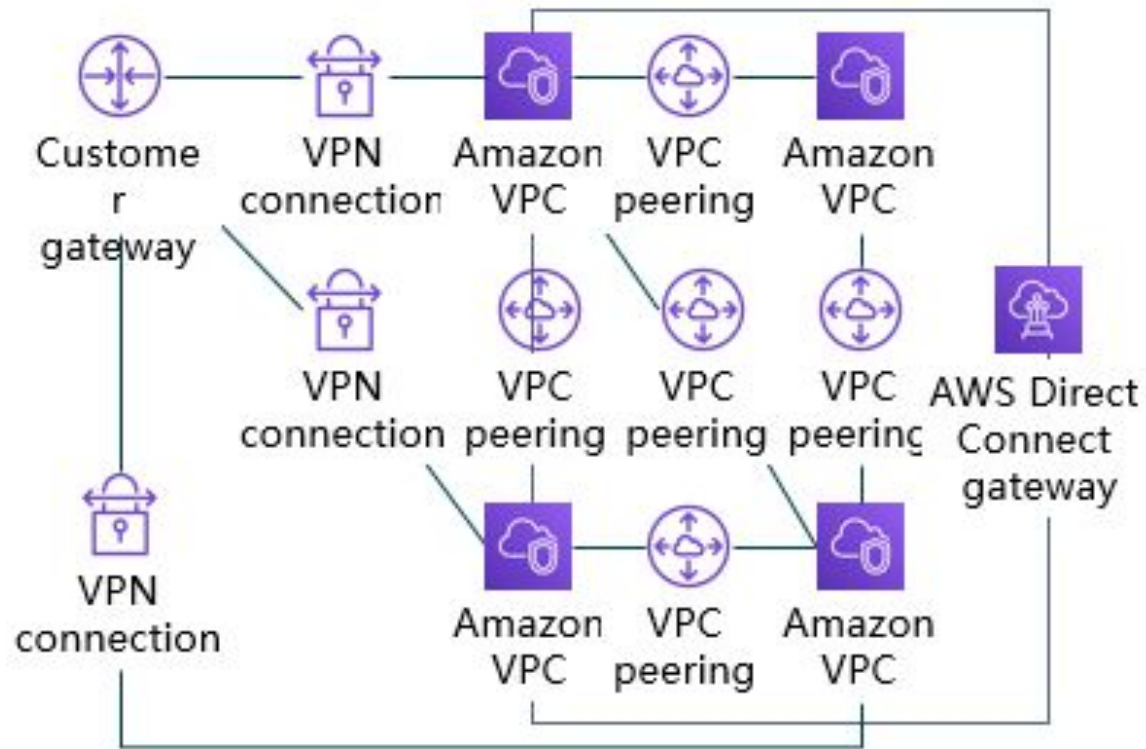 Custome
r
gateway
VPN
connection
Amazon
VPC
VPC
peering
Amazon
VPC
VPN
connection
VPC
peering
VPC
peering
VPC
peering
AWS Direct
Connect
gateway
VPN
connection
Amazon
VPC
VPC
peering
Amazon
VPC